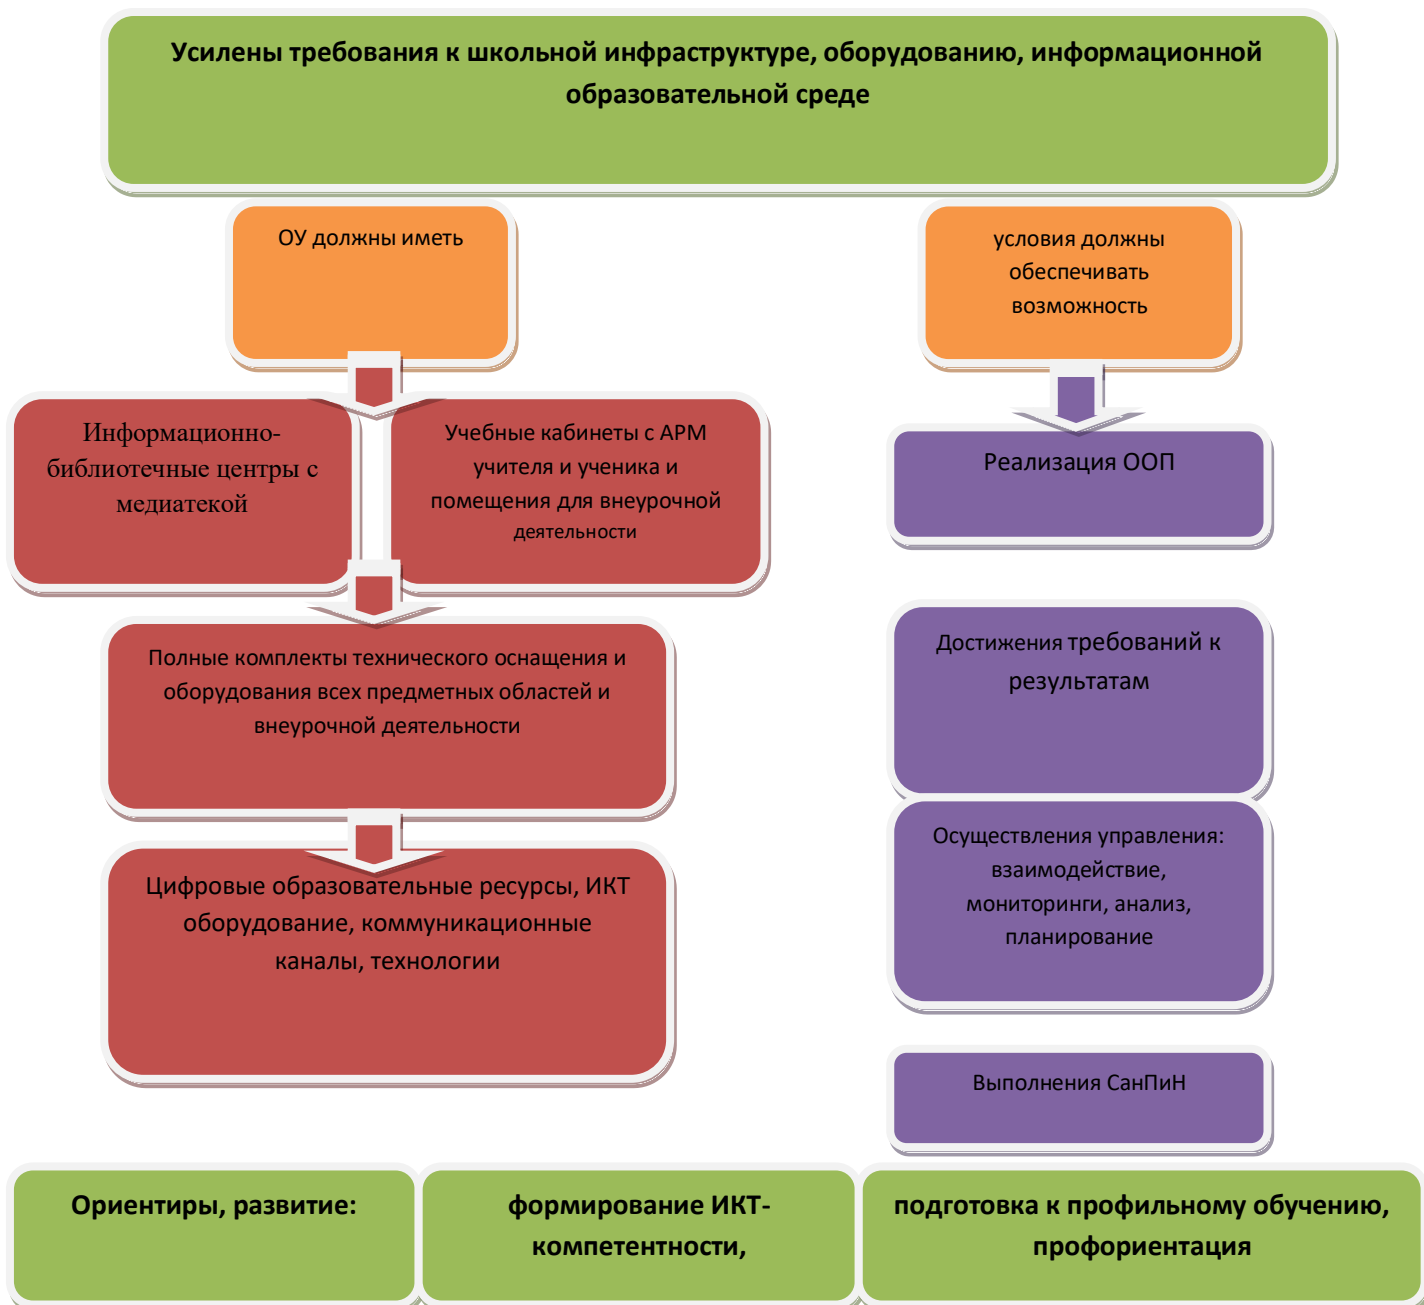 Усилены требования к школьной инфраструктуре, оборудованию, информационной
образовательной среде
ОУ должны иметь
условия должны
обеспечивать
возможность
Информационно-
библиотечные центры с
медиатекой
Учебные кабинеты с АРМ
учителя и ученика и
помещения для внеурочной
деятельности
Реализация ООП
Полные комплекты технического оснащения и
оборудования всех предметных областей и
внеурочной деятельности
Достижения требований к
результатам
Цифровые образовательные ресурсы, ИКТ
оборудование, коммуникационные
каналы, технологии
Осуществления управления:
взаимодействие,
мониторинги, анализ,
планирование
Выполнения СанПиН
Ориентиры, развитие:
формирование ИКТ-
компетентности,
подготовка к профильному обучению,
профориентация